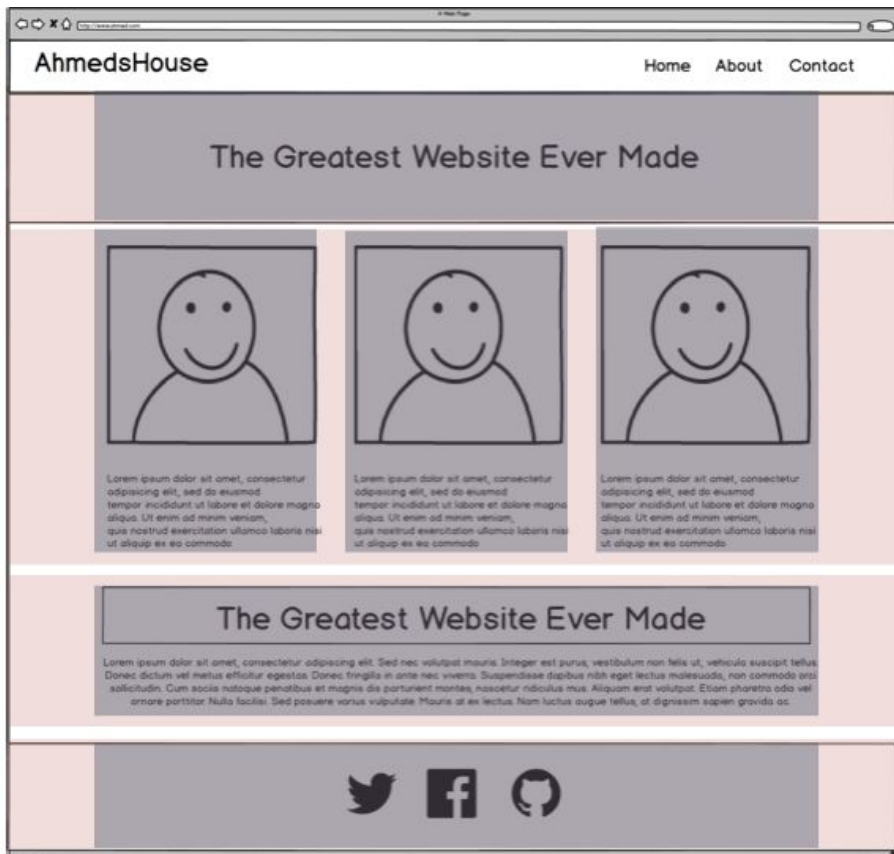 A Web Page
http://www.ahmed.com
AhmedsHouse
Home About Contact
The Greatest Website Ever Made
Lorem ipsum dolor sit amet, consectetur
adipisicing elit, sed do eiusmod
tempor incididunt ut labore et dolore magna
aliqua. Ut enim ad minim veniam,
quis nostrud exercitation ullamco laboris nisi
ut aliquip ex ea commodo
Lorem ipsum dolor sit amet, consectetur
adipisicing elit, sed do eiusmod
tempor incididunt ut labore et dolore magna
aliqua. Ut enim ad minim veniam,
quis nostrud exercitation ullamco laboris nisi
ut aliquip ex ea commodo
Lorem ipsum dolor sit amet, consectetur
adipisicing elit, sed do eiusmod
tempor incididunt ut labore et dolore magna
aliqua. Ut enim ad minim veniam,
quis nostrud exercitation ullamco laboris nisi
ut aliquip ex ea commodo
The Greatest Website Ever Made
Lorem ipsum dolor sit amet, consectetur adipiscing elit. Sed nec volutpat mauris. Integer est purus, vestibulum non felis ut, vehicula suscipit tellus.
Donec dictum vel metus efficitur egestas. Donec fringilla in ante nec viverra. Suspendisse dapibus nibh eget lectus malesuada, non commodo orci
sollicitudin. Cum sociis natoque penatibus et magnis dis parturient montes, nascetur ridiculus mus. Aliquam erat volutpat. Etiam pharetra odio vel
ornare porttitor. Nulla facilisi. Sed posuere varius vulputate. Mauris at ex lectus. Nam luctus augue tellus, at dignissim sapien gravida ac.